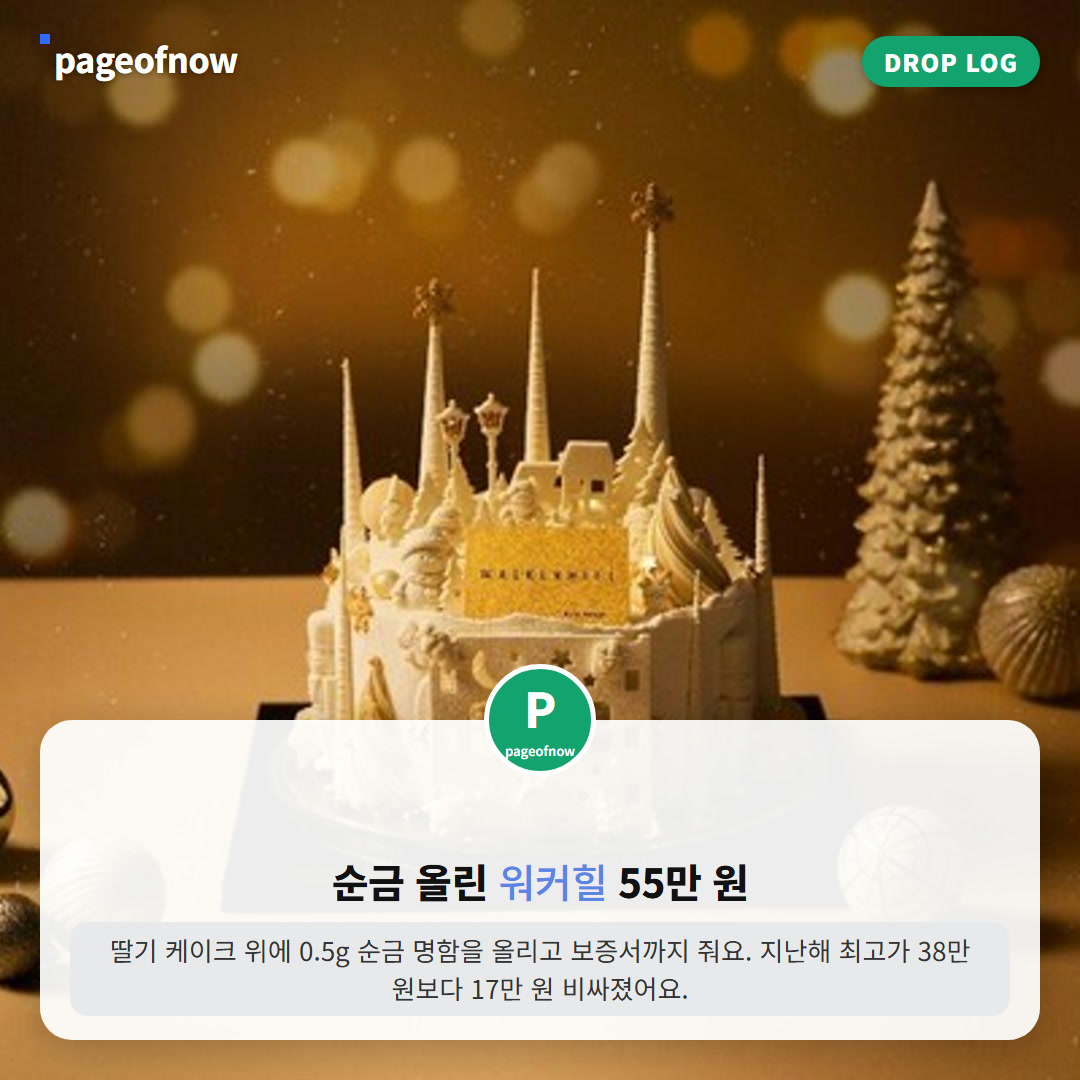 pageofnow
DROP LOG
P
pageofnow
순금 올린 워커힐 55만 원
딸기 케이크 위에 0.5g 순금 명함을 올리고 보증서까지 줘요. 지난해 최고가 38만
원보다 17만 원 비싸졌어요.